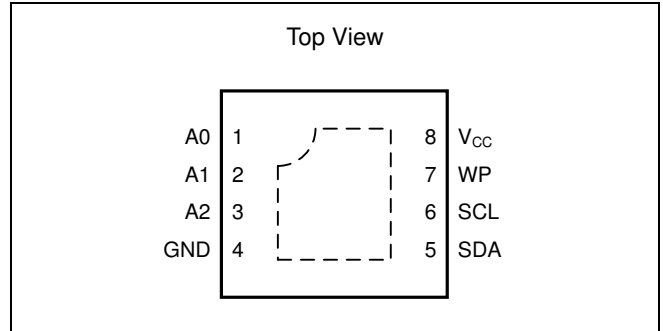 Top View
A0 1 8 VCC
A1 2 7 WP
A2 3 6 SCL
GND 4 5 SDA